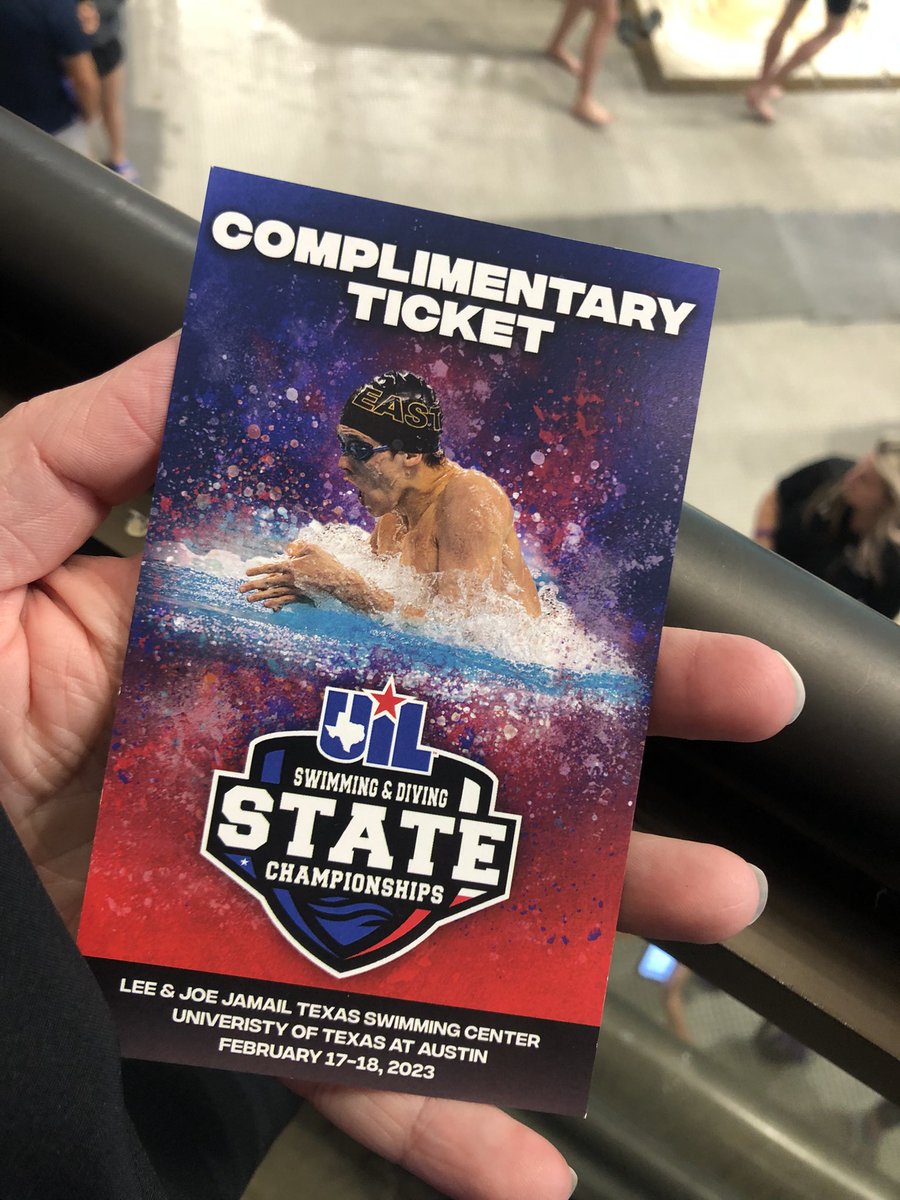 COMPLIMENTARY
TICKET
EAST
UIL
SWIMMING & DIVING
STATE
CHAMPIONSHIPS
LEE & JOE JAMAIL TEXAS SWIMMING CENTER
UNIVERISTY OF TEXAS AT AUSTIN
FEBRUARY 17-18, 2023